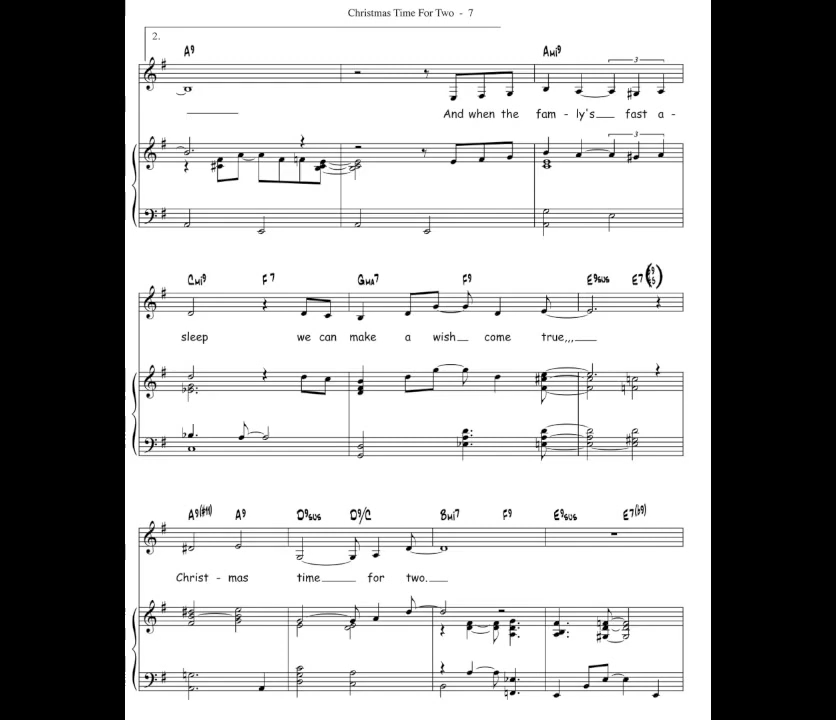 Christmas Time For Two - 7
2.
A9 AMI9
3
And when the fam - ly's fast a -
3
CMI9 F7 GMA7 F9 E9SUS E7
sleep we can make a wish come true,,,
A9(#11) A9 D9SUS D9/C BMI7 F9 E9SUS E7(b9)
Christ - mas time for two.